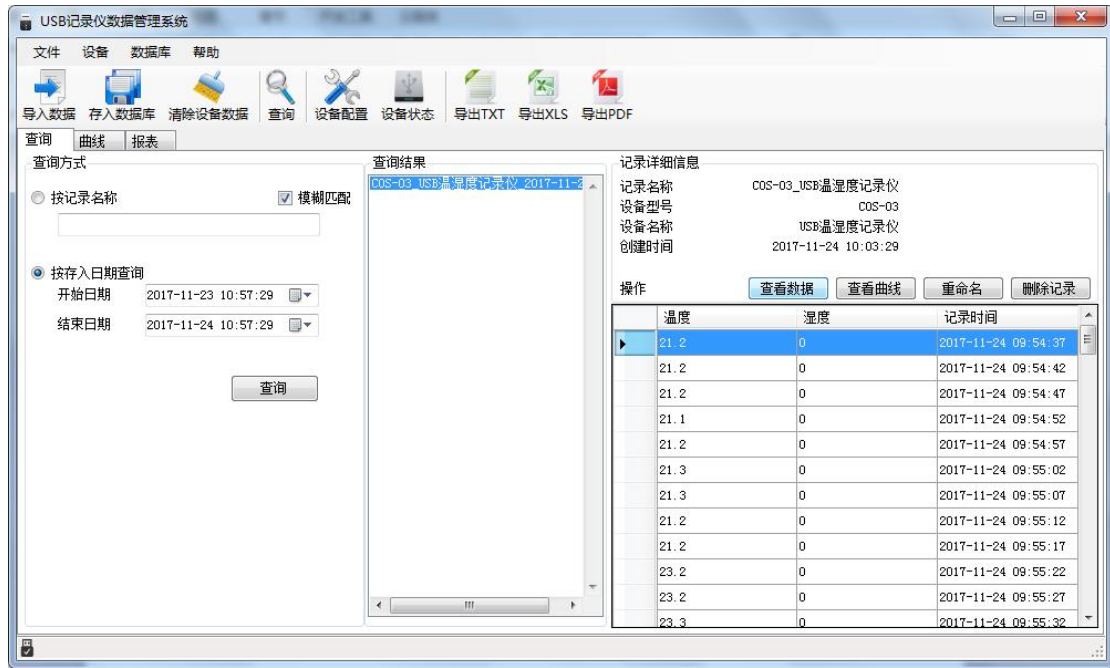 USB记录仪数据管理系统
文件 设备 数据库 帮助
导入数据 存入数据库 清除设备数据 查询 设备配置 设备状态 导出TXT 导出XLS 导出PDF
查询 曲线 报表
查询方式
按记录名称 模糊匹配
按存入日期查询
开始日期 2017-11-23 10:57:29
结束日期 2017-11-24 10:57:29
查询
查询结果
COS-03_USB温湿度记录仪_2017-11-2
记录详细信息
记录名称 COS-03_USB温湿度记录仪
设备型号 COS-03
设备名称 USB温湿度记录仪
创建时间 2017-11-24 10:03:29
操作 查看数据 查看曲线 重命名 删除记录
温度 湿度 记录时间
21.2 0 2017-11-24 09:54:37
21.2 0 2017-11-24 09:54:42
21.2 0 2017-11-24 09:54:47
21.1 0 2017-11-24 09:54:52
21.2 0 2017-11-24 09:54:57
21.3 0 2017-11-24 09:55:02
21.3 0 2017-11-24 09:55:07
21.2 0 2017-11-24 09:55:12
21.2 0 2017-11-24 09:55:17
23.2 0 2017-11-24 09:55:22
23.2 0 2017-11-24 09:55:27
23.3 0 2017-11-24 09:55:32